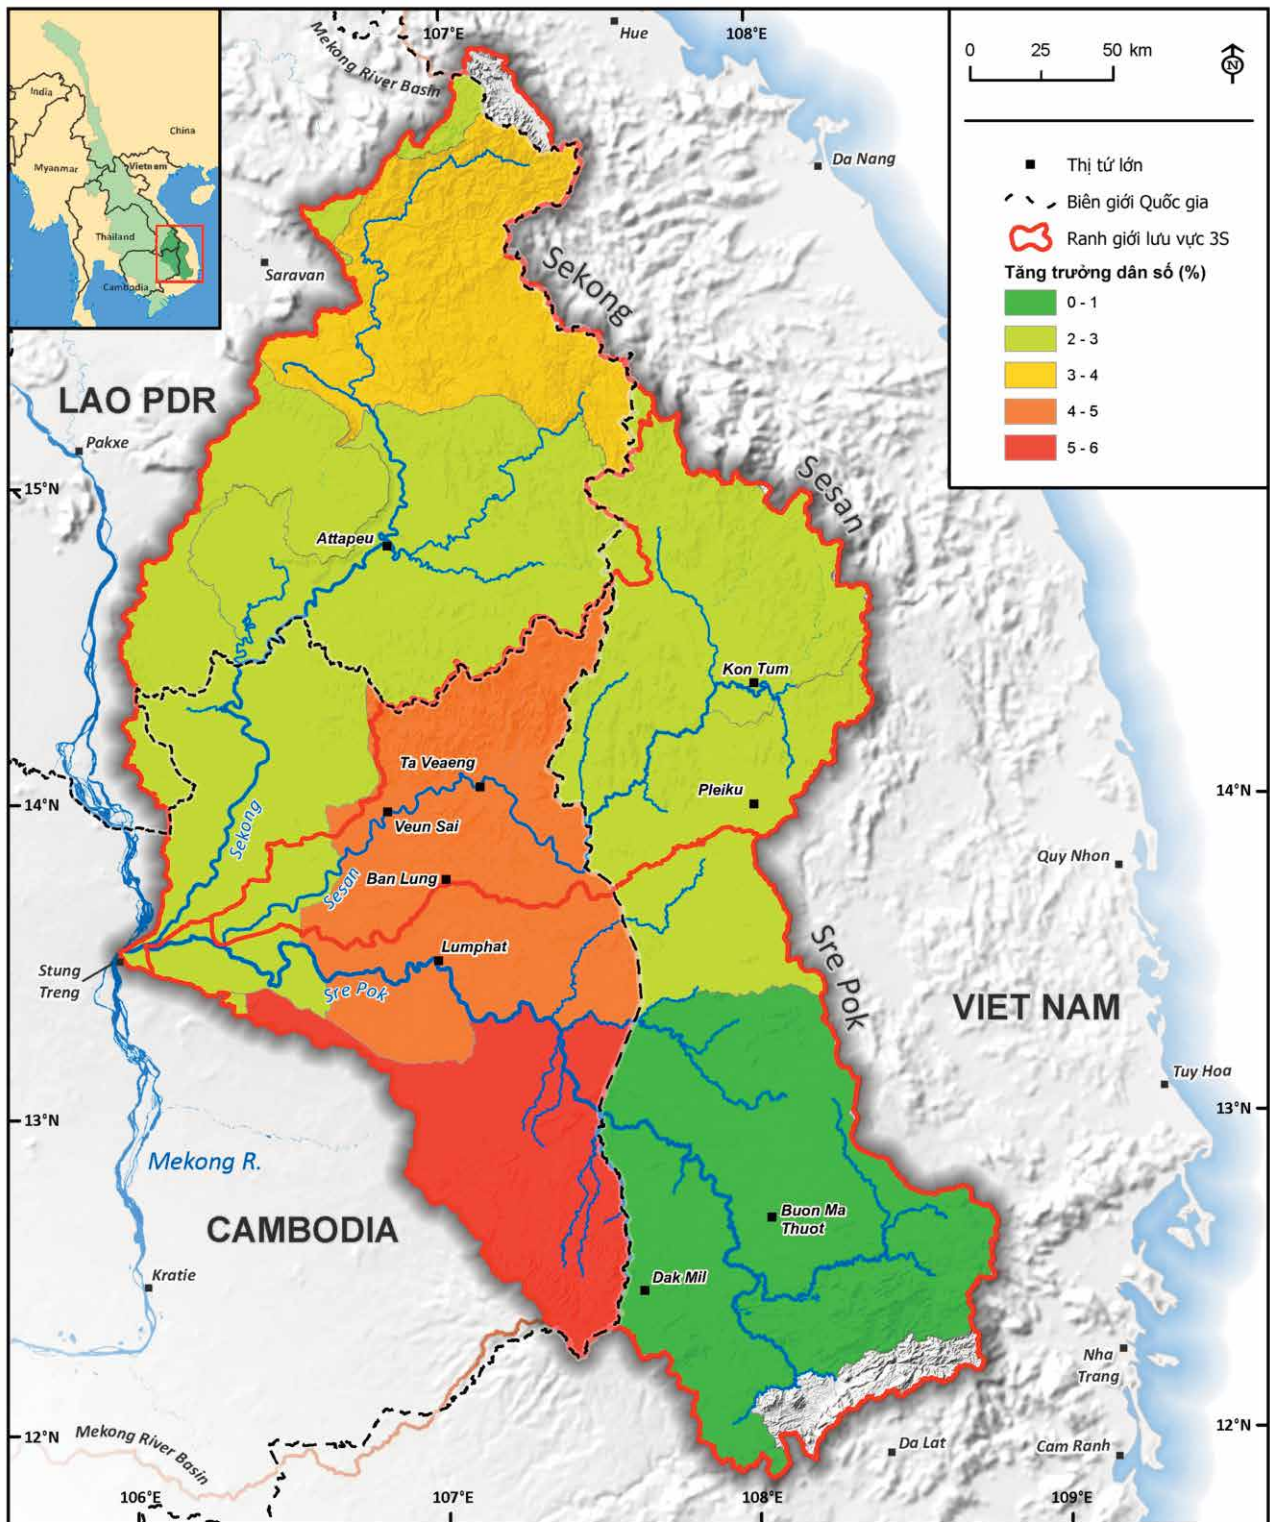 India
China
Myanmar
Vietnam
Thailand
Cambodia
107°E
108°E
Hue
Mekong River Basin
Da Nang
0 25 50 km
N
Thị tứ lớn
Biên giới Quốc gia
Ranh giới lưu vực 3S
Tăng trưởng dân số (%)
0 - 1
2 - 3
3 - 4
4 - 5
5 - 6
Saravan
Sekong
LAO PDR
Pakxe
Sesan
15°N
Attapeu
Kon Tum
Ta Veaeng
Pleiku
14°N
14°N
Veun Sai
Sekong
Quy Nhon
Ban Lung
Sesan
Lumphat
Stung
Treng
Sre Pok
Sre Pok
VIET NAM
Tuy Hoa
13°N
13°N
Mekong R.
CAMBODIA
Buon Ma
Thuot
Kratie
Dak Mil
Nha
Trang
12°N
12°N
Mekong River Basin
Da Lat
Cam Ranh
106°E
107°E
108°E
109°E